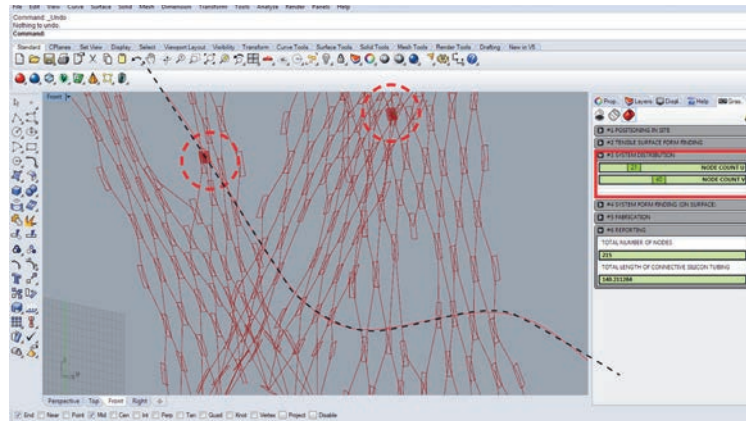 File Edit View Curve Surface Solid Mesh Dimension Transform Tools Analyze Render Panels Help
Command: _Undo
Nothing to undo.
Command:
Standard CPlanes Set View Display Select Viewport Layout Visibility Transform Curve Tools Surface Tools Solid Tools Mesh Tools Render Tools Drafting New in V5
Front
Prop.. Layers Displ.. Help Gras..
#1 POSITIONING IN SITE
#2 TENSILE SURFACE FORM FINDING
#3 SYSTEM DISTRIBUTION
NODE COUNT U
NODE COUNT V
#4 SYSTEM FORM FINDING (ON SURFACE)
#5 FABRICATION
#6 REPORTING
TOTAL NUMBER OF NODES
215
TOTAL LENGTH OF CONNECTIVE SILICON TUBING
140.211266
Perspective Top Front Right
End Near Point Mid Cen Int Perp Tan Quad Knot Vertex Project Disable